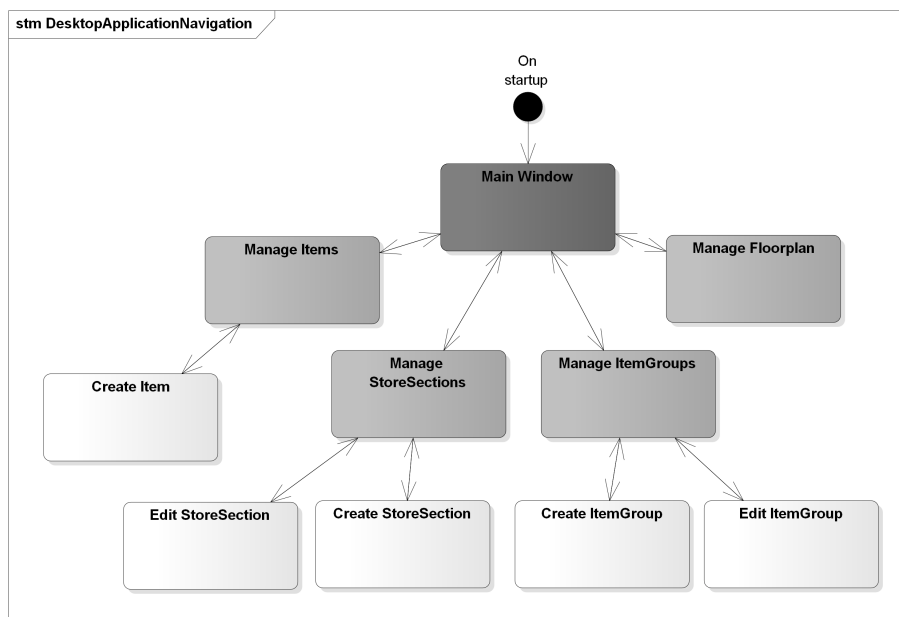 stm DesktopApplicationNavigation
On
startup
Main Window
Manage Items
Manage Floorplan
Manage
StoreSections
Manage ItemGroups
Create Item
Edit StoreSection
Create StoreSection
Create ItemGroup
Edit ItemGroup